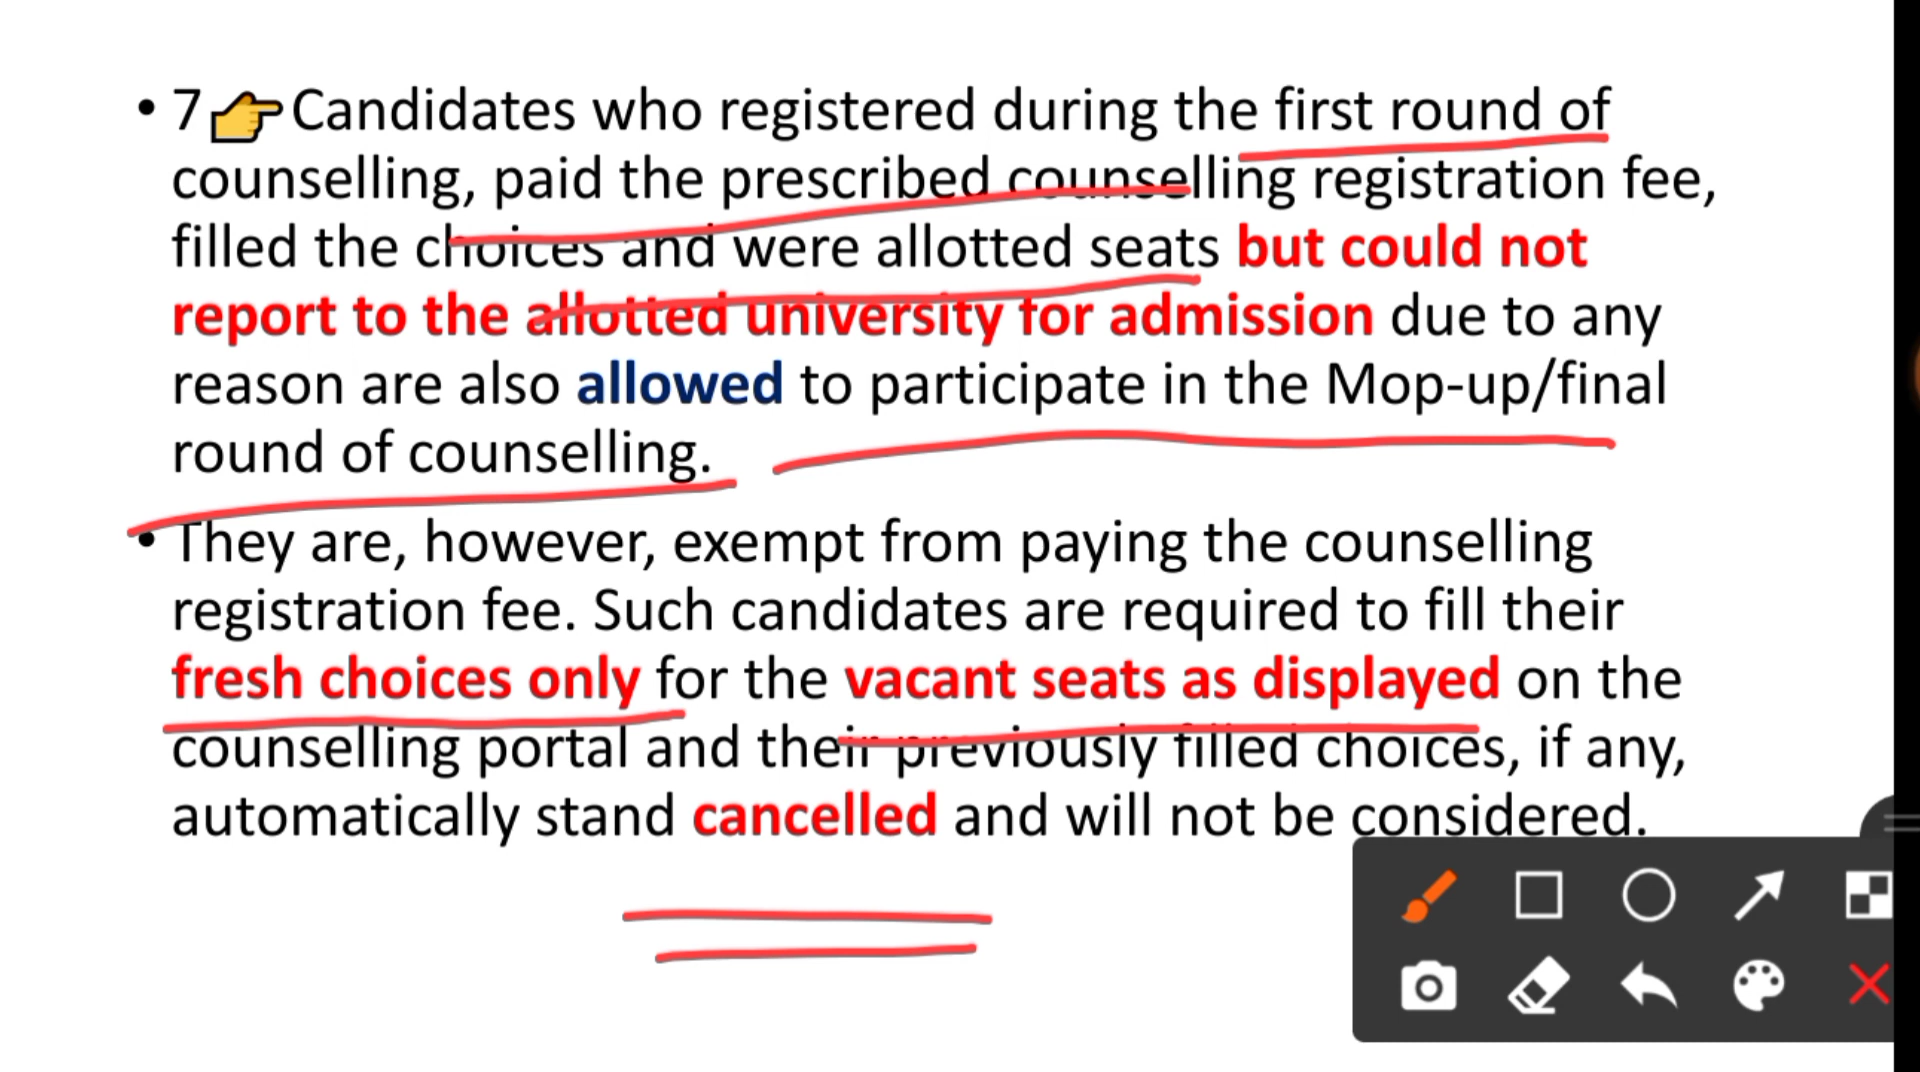 • 7👉Candidates who registered during the first round of
counselling, paid the prescribed counselling registration fee,
filled the choices and were allotted seats but could not
report to the allotted university for admission due to any
reason are also allowed to participate in the Mop-up/final
round of counselling.
• They are, however, exempt from paying the counselling
registration fee. Such candidates are required to fill their
fresh choices only for the vacant seats as displayed on the
counselling portal and their previously filled choices, if any,
automatically stand cancelled and will not be considered.